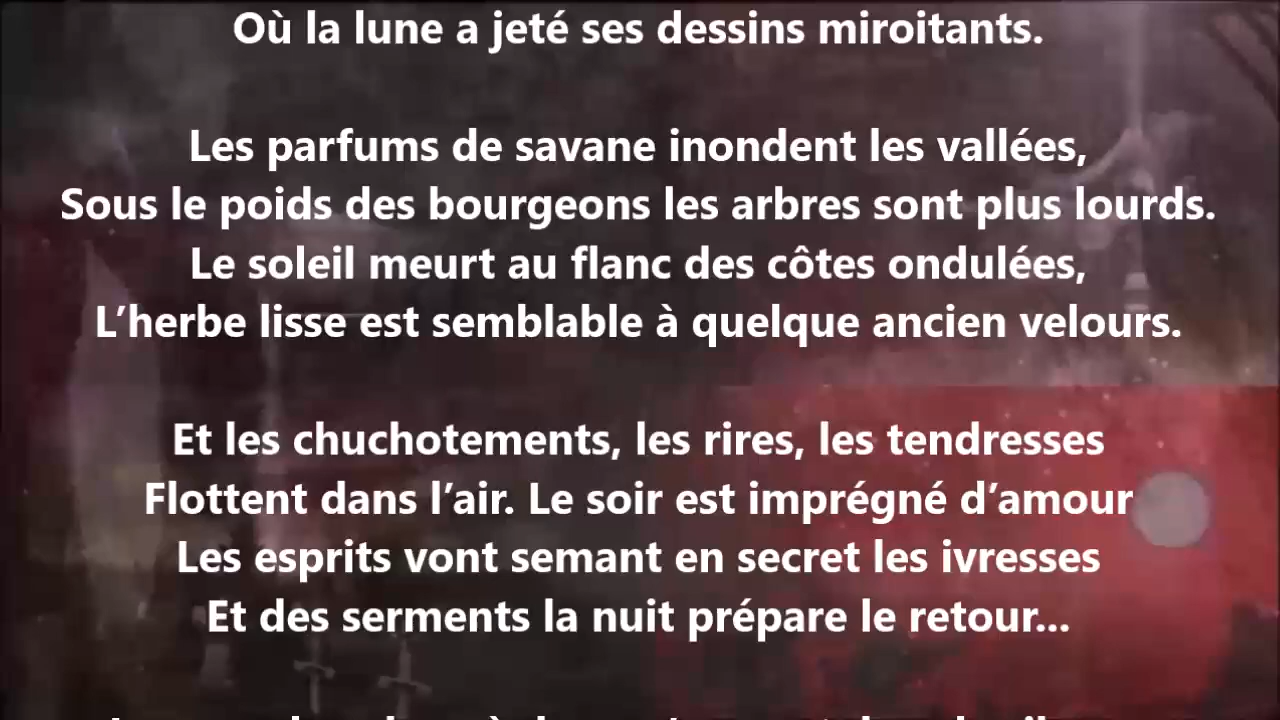 Où la lune a jeté ses dessins miroitants.
Les parfums de savane inondent les vallées,
Sous le poids des bourgeons les arbres sont plus lourds.
Le soleil meurt au flanc des côtes ondulées,
L’herbe lisse est semblable à quelque ancien velours.
Et les chuchotements, les rires, les tendresses
Flottent dans l’air. Le soir est imprégné d’amour
Les esprits vont semant en secret les ivresses
Et des serments la nuit prépare le retour...